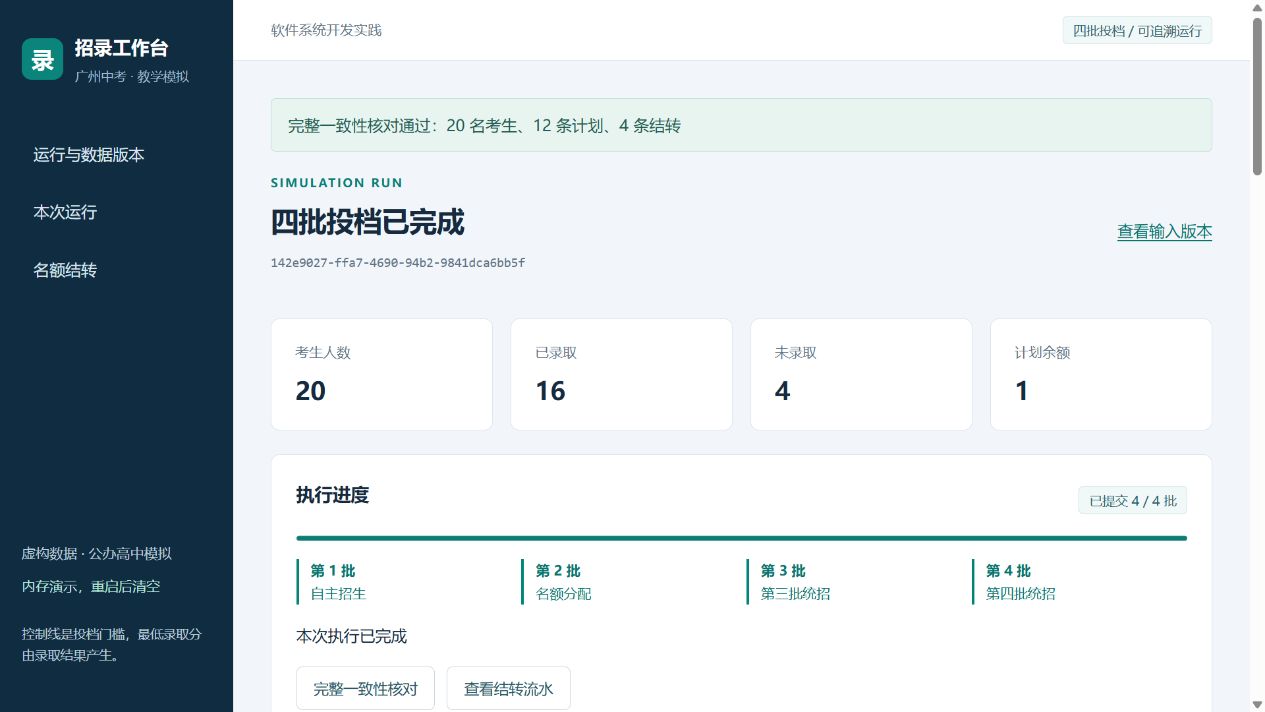 录
招录工作台
广州中考 · 教学模拟
运行与数据版本
本次运行
名额结转
虚构数据 · 公办高中模拟
内存演示，重启后清空
控制线是投档门槛，最低录取分
由录取结果产生。
软件系统开发实践
四批投档 / 可追溯运行
完整一致性核对通过：20 名考生、12 条计划、4 条结转
SIMULATION RUN
四批投档已完成
查看输入版本
142e9027-ffa7-4690-94b2-9841dca6bb5f
考生人数
20
已录取
16
未录取
4
计划余额
1
执行进度
已提交 4 / 4 批
第 1 批
自主招生
第 2 批
名额分配
第 3 批
第三批统招
第 4 批
第四批统招
本次执行已完成
完整一致性核对
查看结转流水